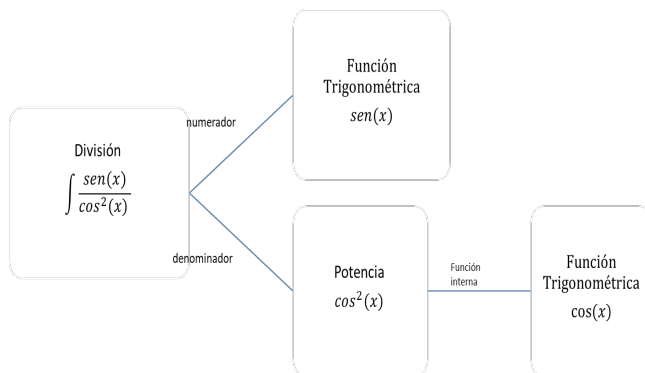 División
∫ sen(x)
cos²(x)
numerador
denominador
Función
Trigonométrica
sen(x)
Potencia
cos²(x)
Función
interna
Función
Trigonométrica
cos(x)